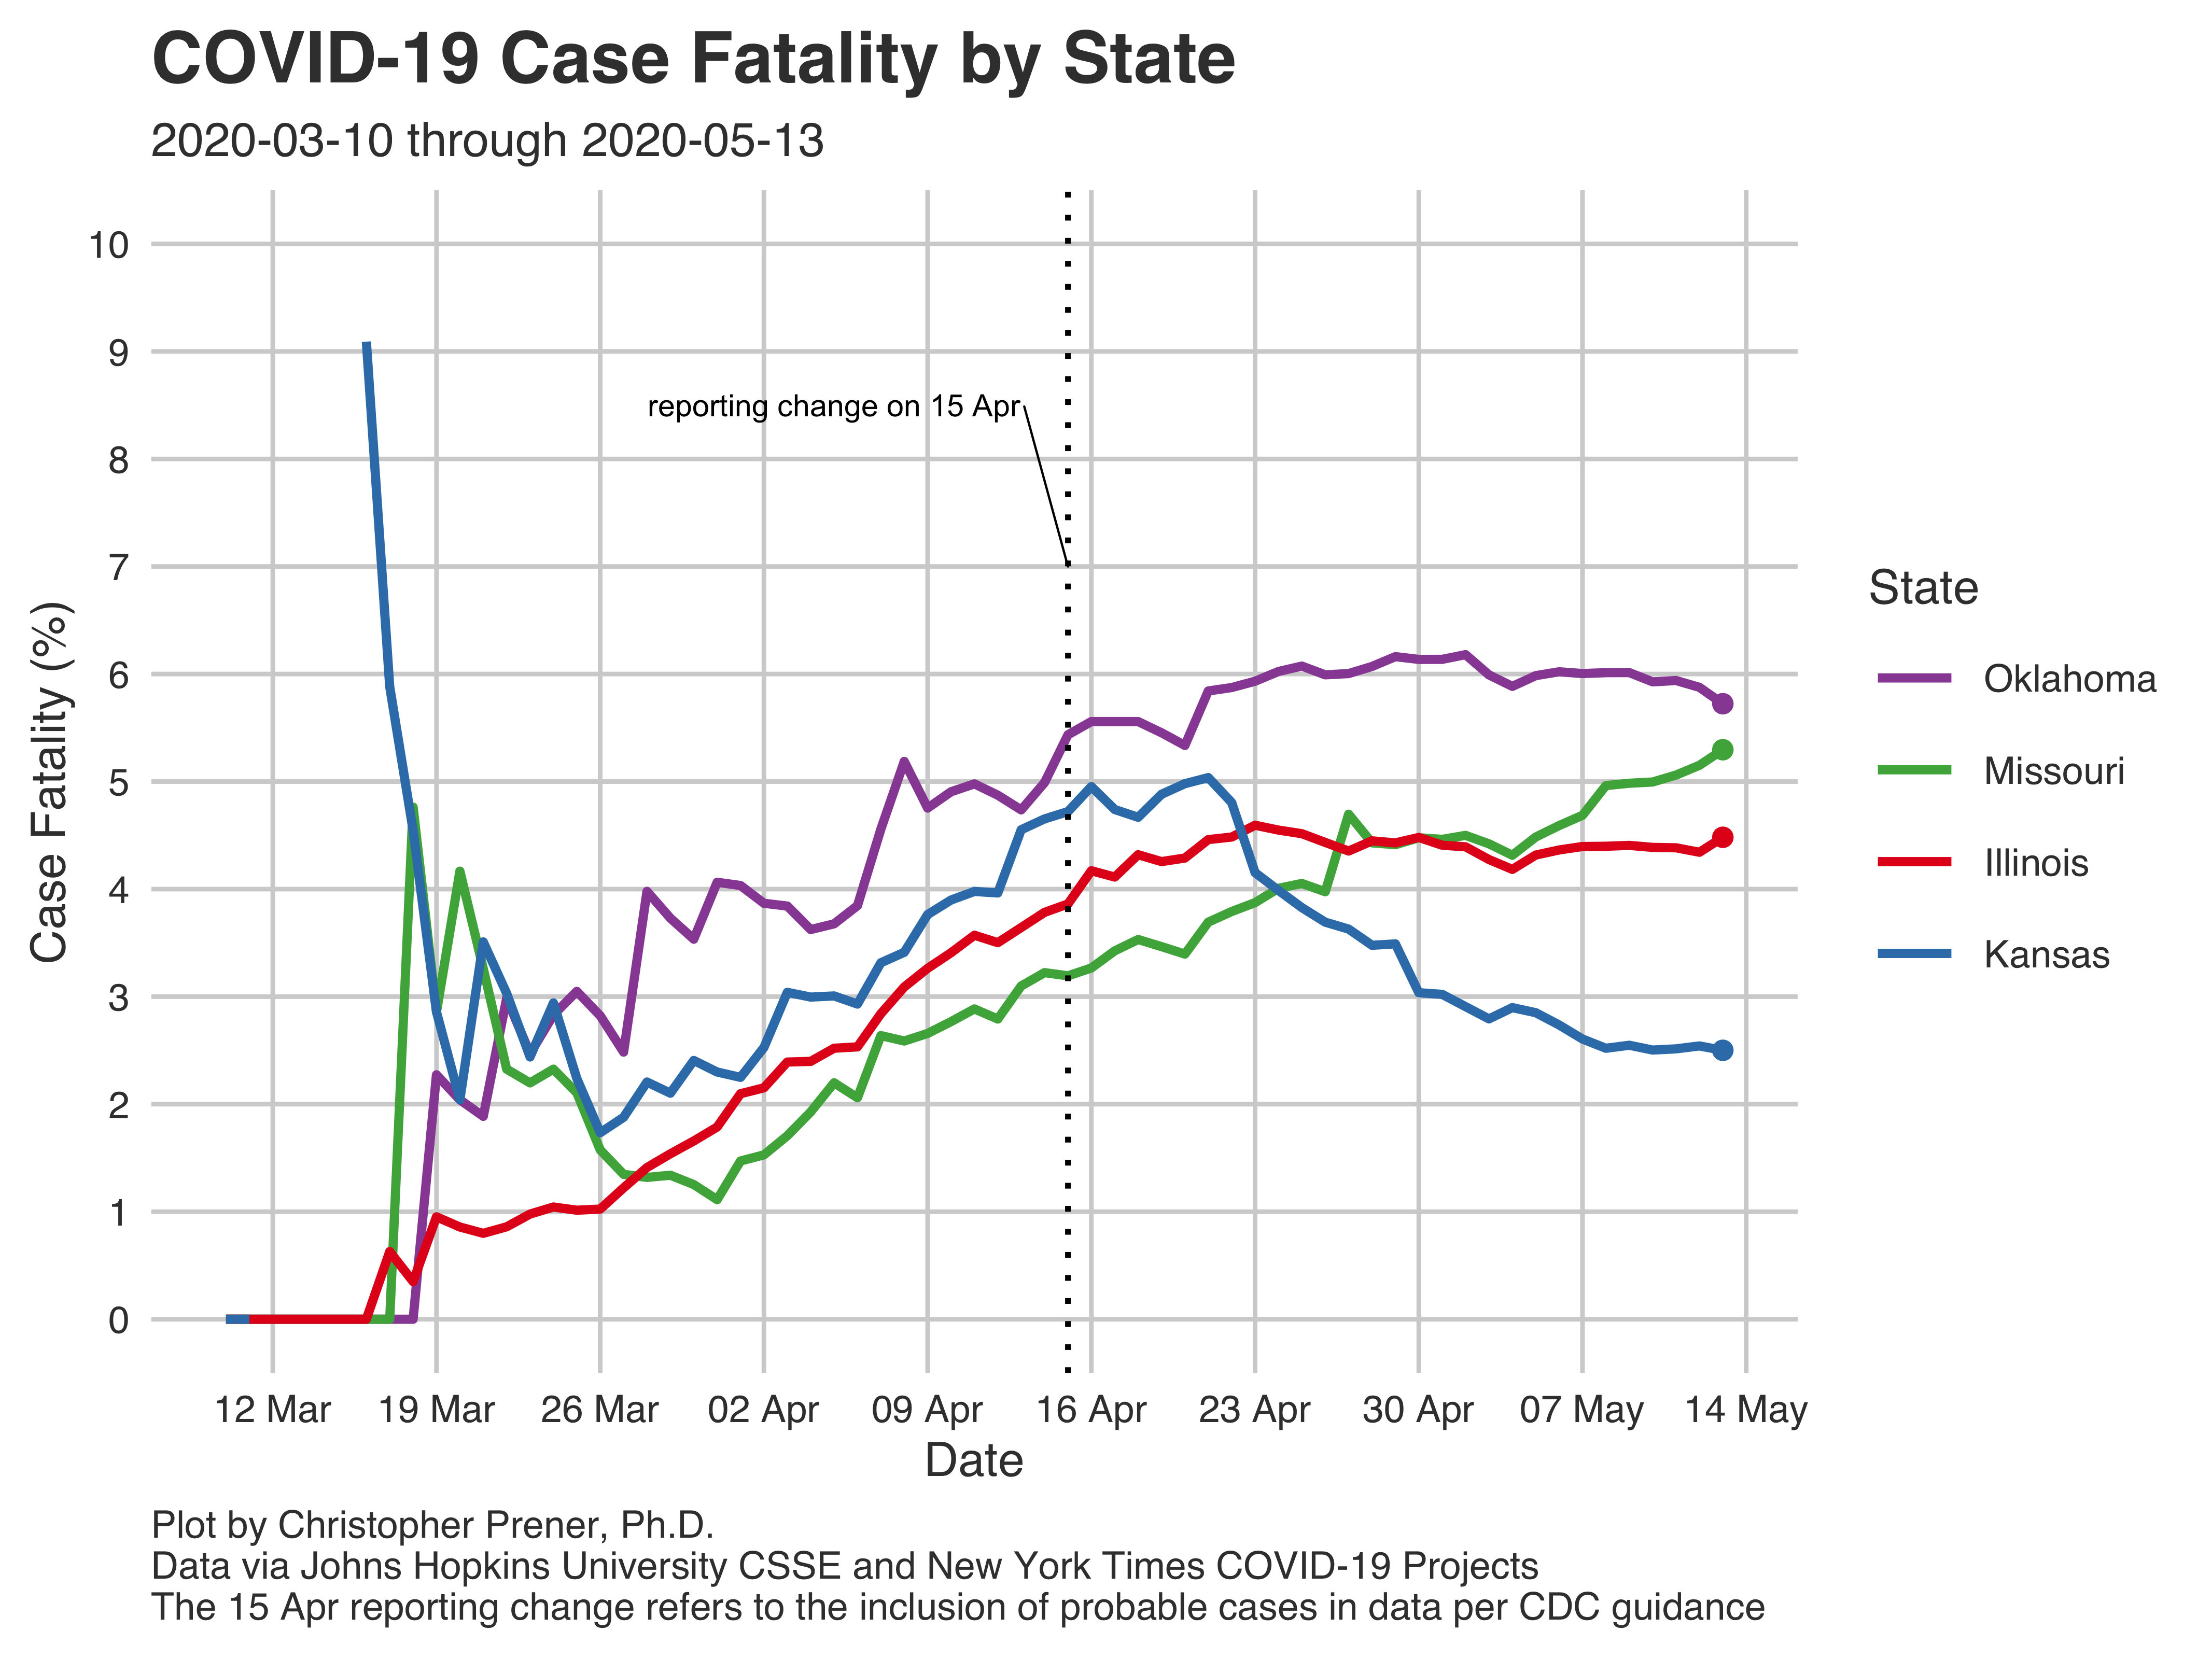 COVID-19 Case Fatality by State
2020-03-10 through 2020-05-13
10
9
8
7
6
5
4
3
2
1
0
Case Fatality (%)
reporting change on 15 Apr
State
Oklahoma
Missouri
Illinois
Kansas
12 Mar 19 Mar 26 Mar 02 Apr 09 Apr 16 Apr 23 Apr 30 Apr 07 May 14 May
Date
Plot by Christopher Prener, Ph.D.
Data via Johns Hopkins University CSSE and New York Times COVID-19 Projects
The 15 Apr reporting change refers to the inclusion of probable cases in data per CDC guidance